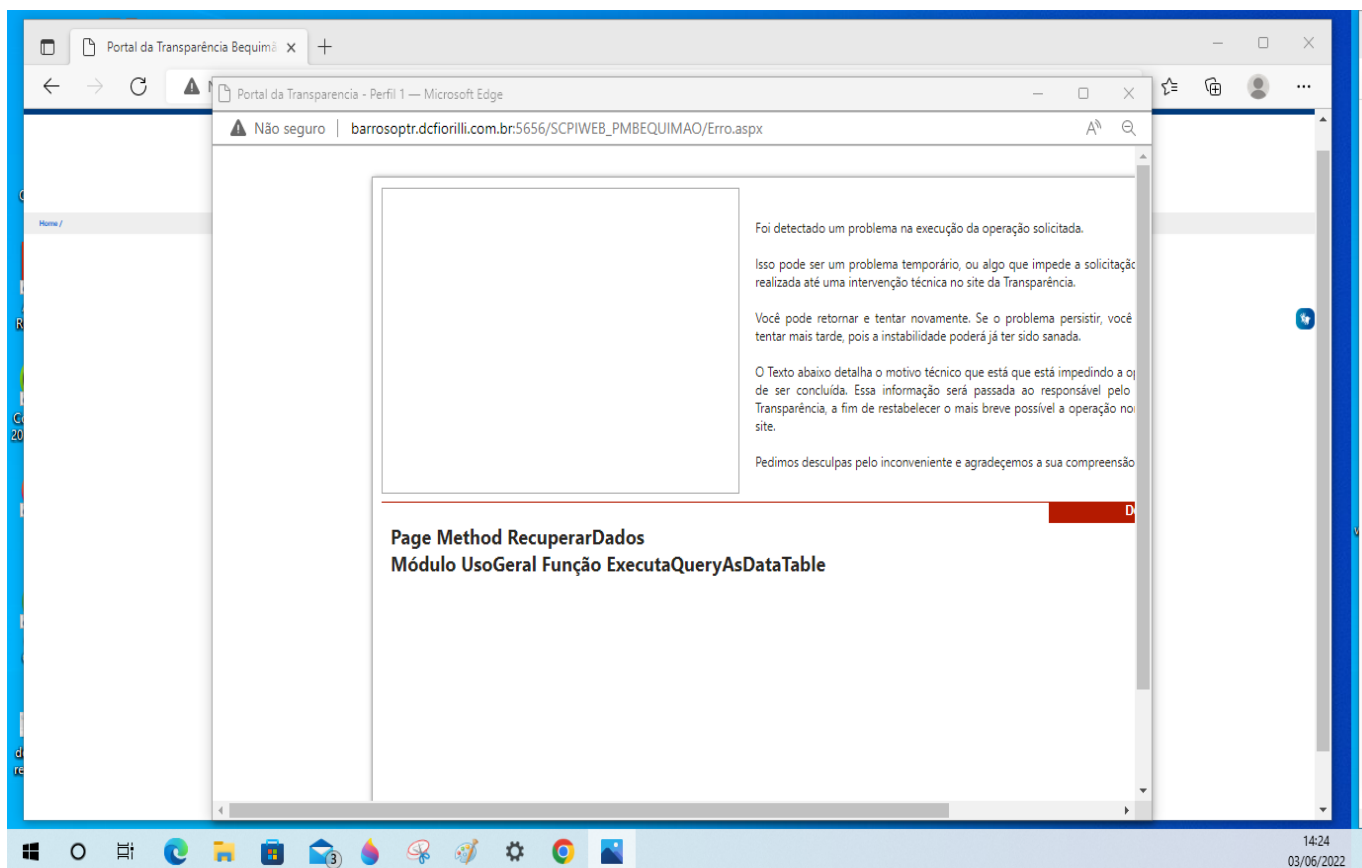 Portal da Transparência Bequimã
Portal da Transparencia - Perfil 1 — Microsoft Edge
Não seguro | barrosoptr.dcfiorilli.com.br:5656/SCPIWEB_PMBEQUIMAO/Erro.aspx
Home /
Foi detectado um problema na execução da operação solicitada.
Isso pode ser um problema temporário, ou algo que impede a solicitação
realizada até uma intervenção técnica no site da Transparência.
Você pode retornar e tentar novamente. Se o problema persistir, você
tentar mais tarde, pois a instabilidade poderá já ter sido sanada.
O Texto abaixo detalha o motivo técnico que está que está impedindo a o
de ser concluída. Essa informação será passada ao responsável pelo
Transparência, a fim de restabelecer o mais breve possível a operação no
site.
Pedimos desculpas pelo inconveniente e agradeçemos a sua compreensão
Page Method RecuperarDados
Módulo UsoGeral Função ExecutaQueryAsDataTable
3
14:24
03/06/2022